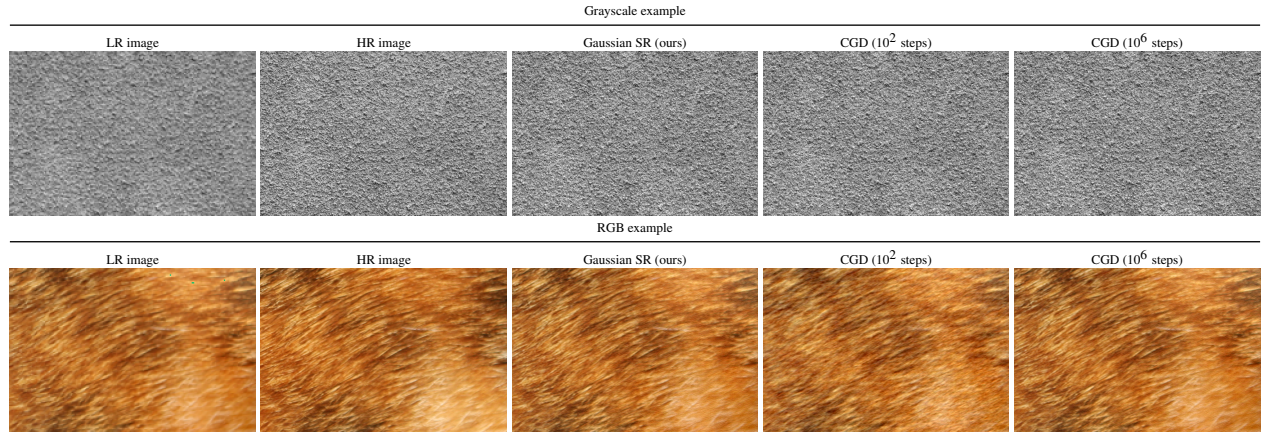 Grayscale example
LR image HR image Gaussian SR (ours) CGD (10² steps) CGD (10⁶ steps)
RGB example
LR image HR image Gaussian SR (ours) CGD (10² steps) CGD (10⁶ steps)